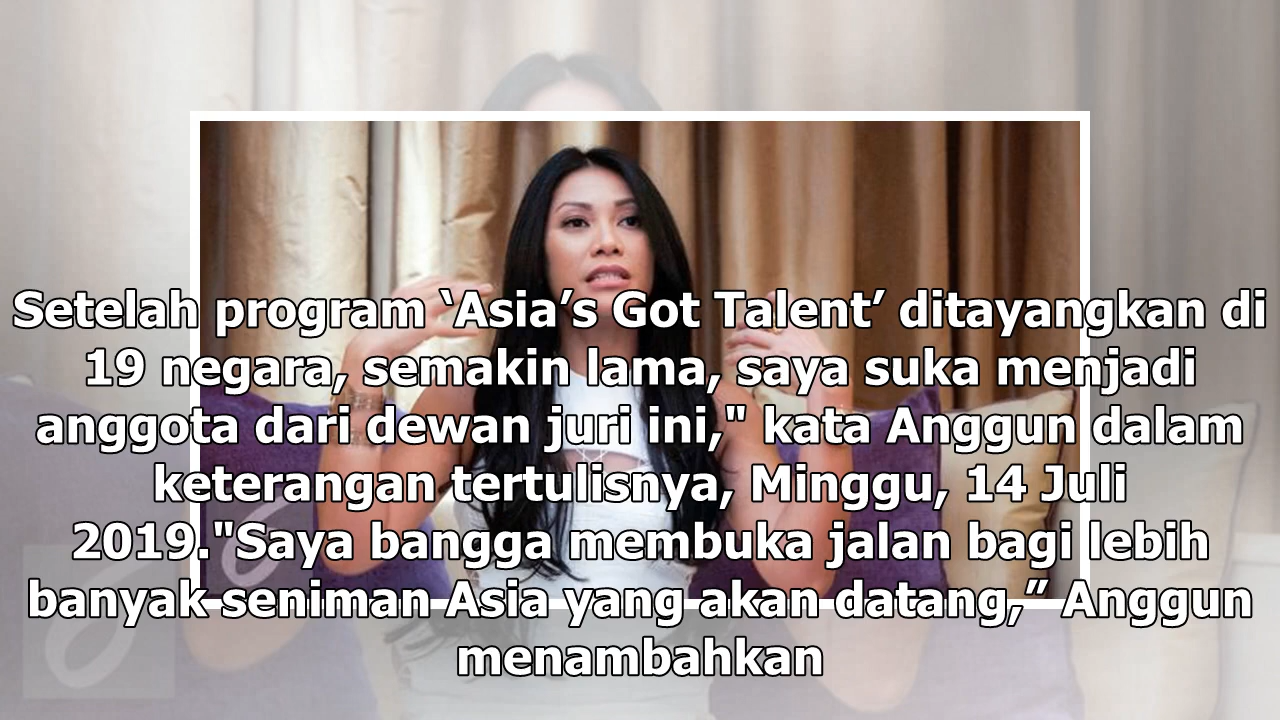 Setelah program ‘Asia’s Got Talent’ ditayangkan di
19 negara, semakin lama, saya suka menjadi
anggota dari dewan juri ini," kata Anggun dalam
keterangan tertulisnya, Minggu, 14 Juli
2019."Saya bangga membuka jalan bagi lebih
banyak seniman Asia yang akan datang,” Anggun
menambahkan